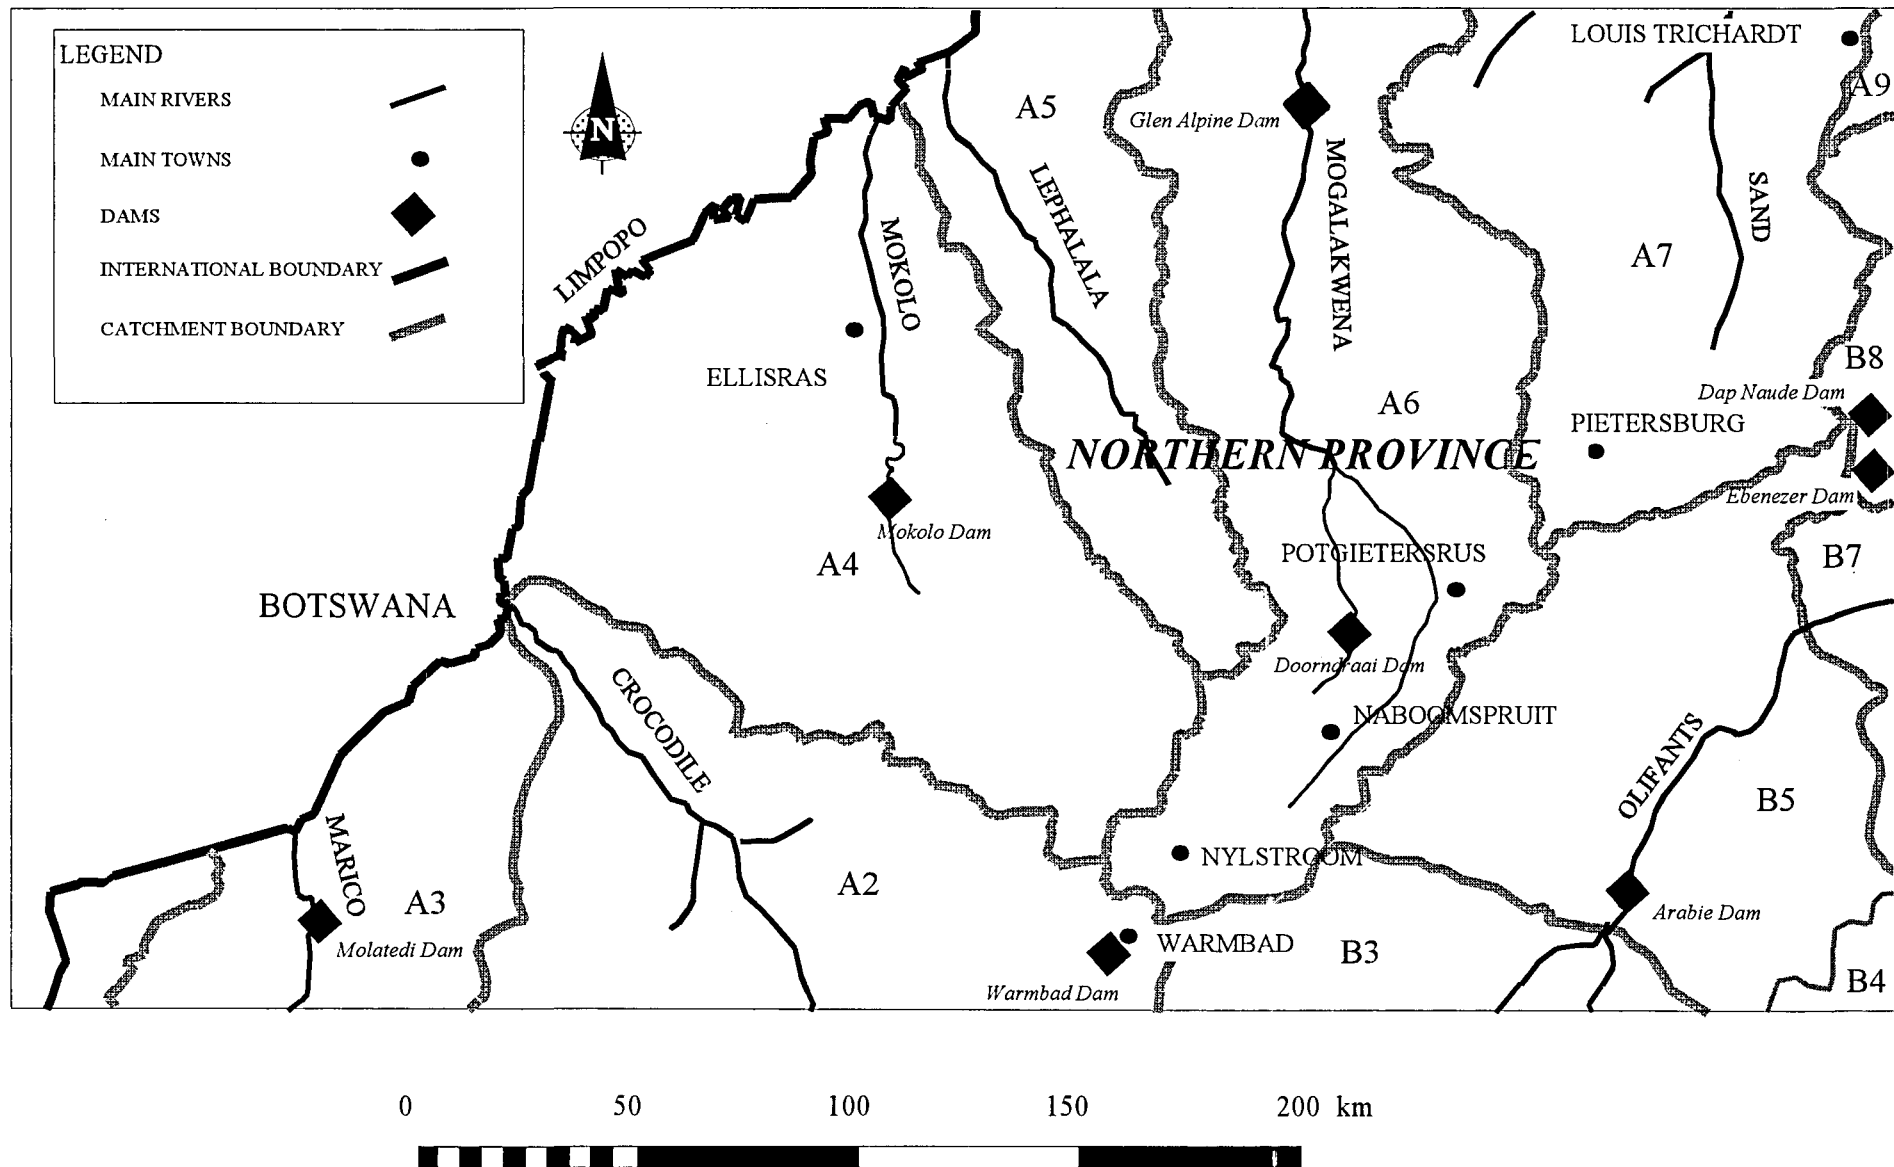 LEGEND
MAIN RIVERS
MAIN TOWNS
DAMS
INTERNATIONAL BOUNDARY
CATCHMENT BOUNDARY
N
LOUIS TRICHARDT
A9
A5
Glen Alpine Dam
MOGALAKWENA
LEPHALALA
SAND
LIMPOPO
MOKOLO
A7
ELLISRAS
B8
Dap Naude Dam
A6
PIETERSBURG
NORTHERN PROVINCE
Ebenezer Dam
Mokolo Dam
A4
POTGIETERSRUS
B7
BOTSWANA
Doorndraai Dam
CROCODILE
NABOOMSPRUIT
OLIFANTS
B5
MARICO
NYLSTROOM
A2
A3
Arabie Dam
Molatedi Dam
WARMBAD
B3
Warmbad Dam
B4
0 50 100 150 200 km